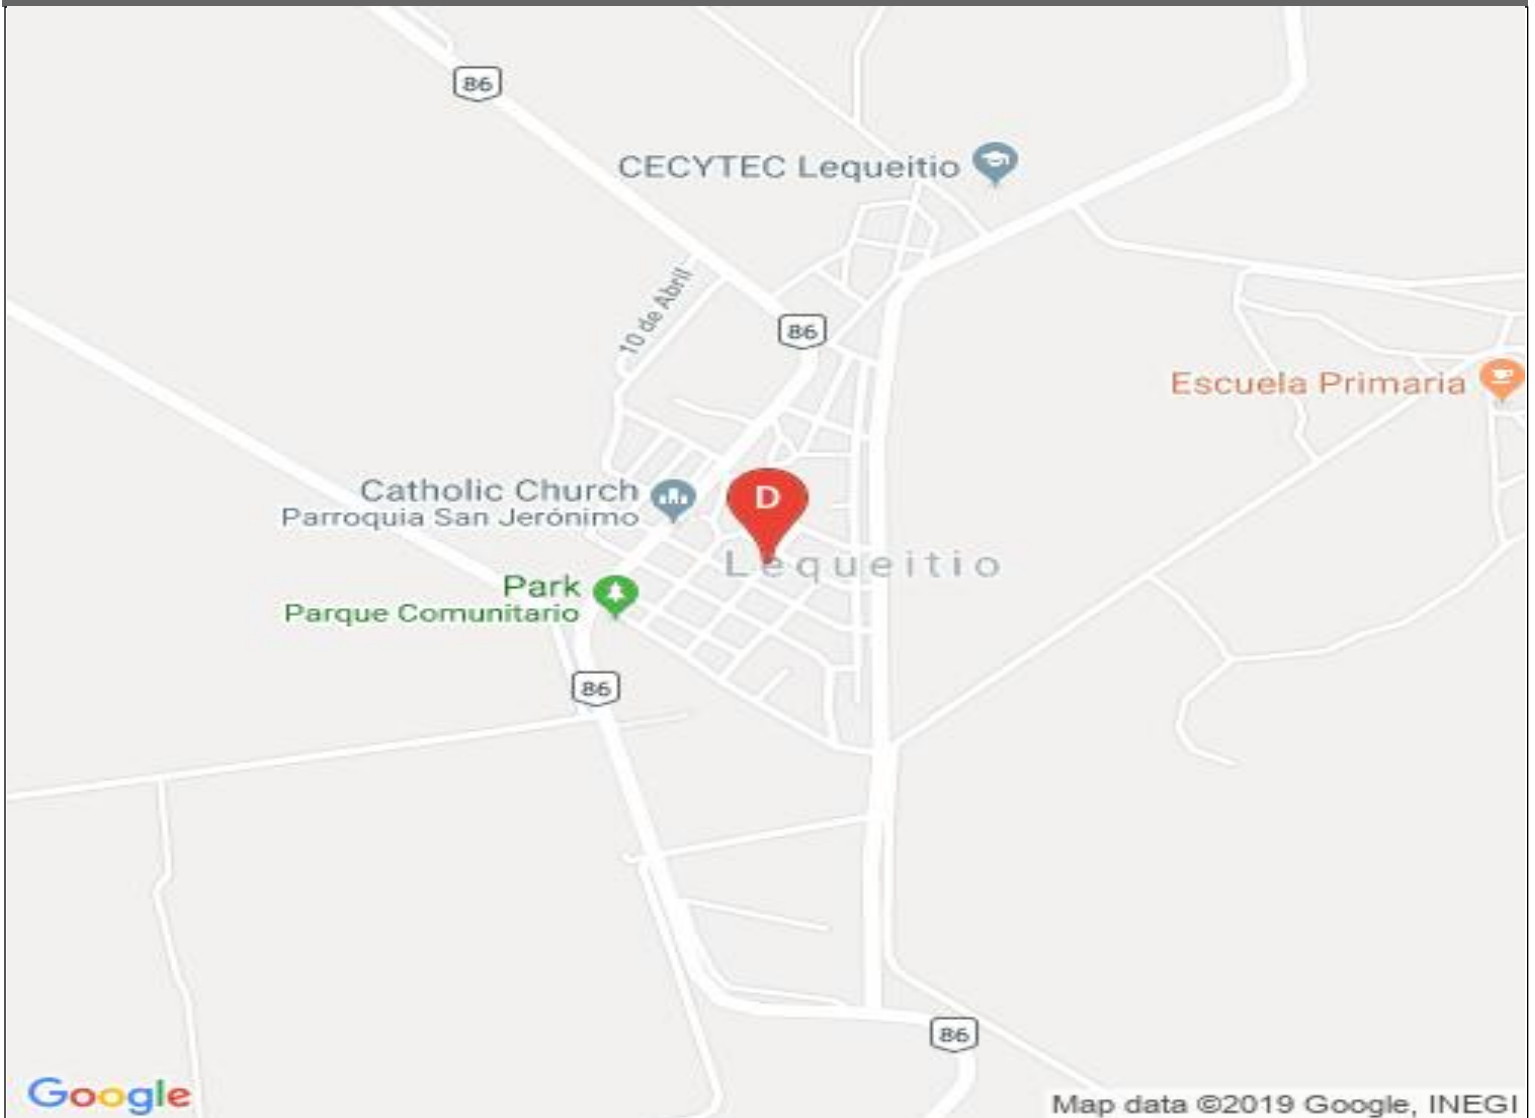 86
CECYTEC Lequeitio
10 de Abril
86
Escuela Primaria
Catholic Church
Parroquia San Jerónimo
D
Lequeitio
Park
Parque Comunitario
86
86
Google
Map data ©2019 Google, INEGI